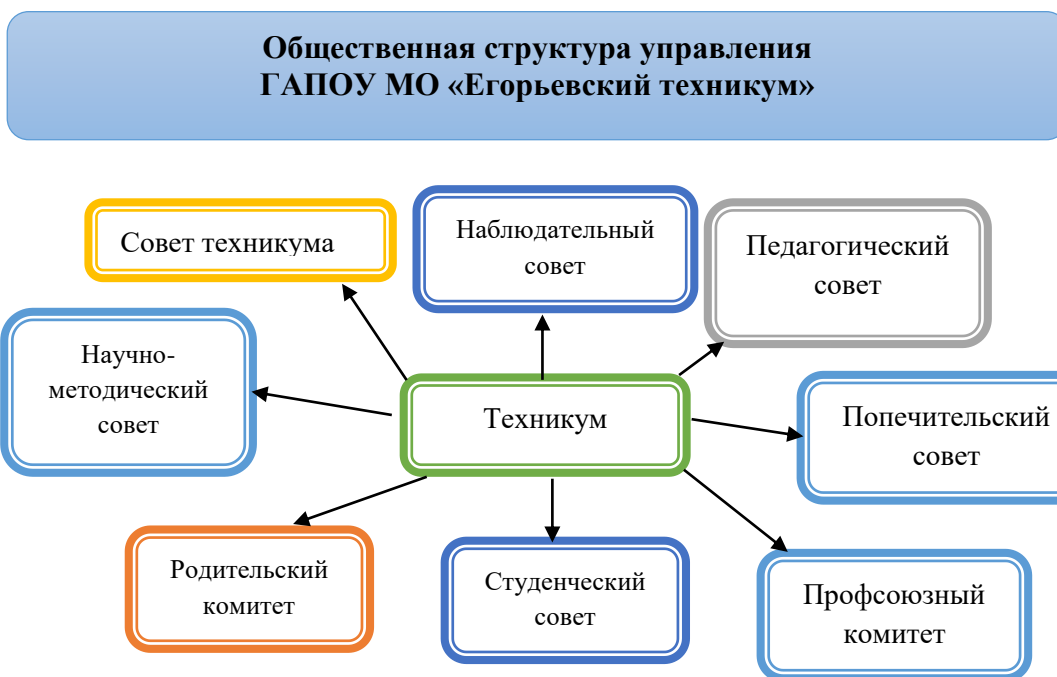 Общественная структура управления
ГАПОУ МО «Егорьевский техникум»
Совет техникума
Наблюдательный
совет
Педагогический
совет
Научно-
методический
совет
Техникум
Попечительский
совет
Родительский
комитет
Студенческий
совет
Профсоюзный
комитет